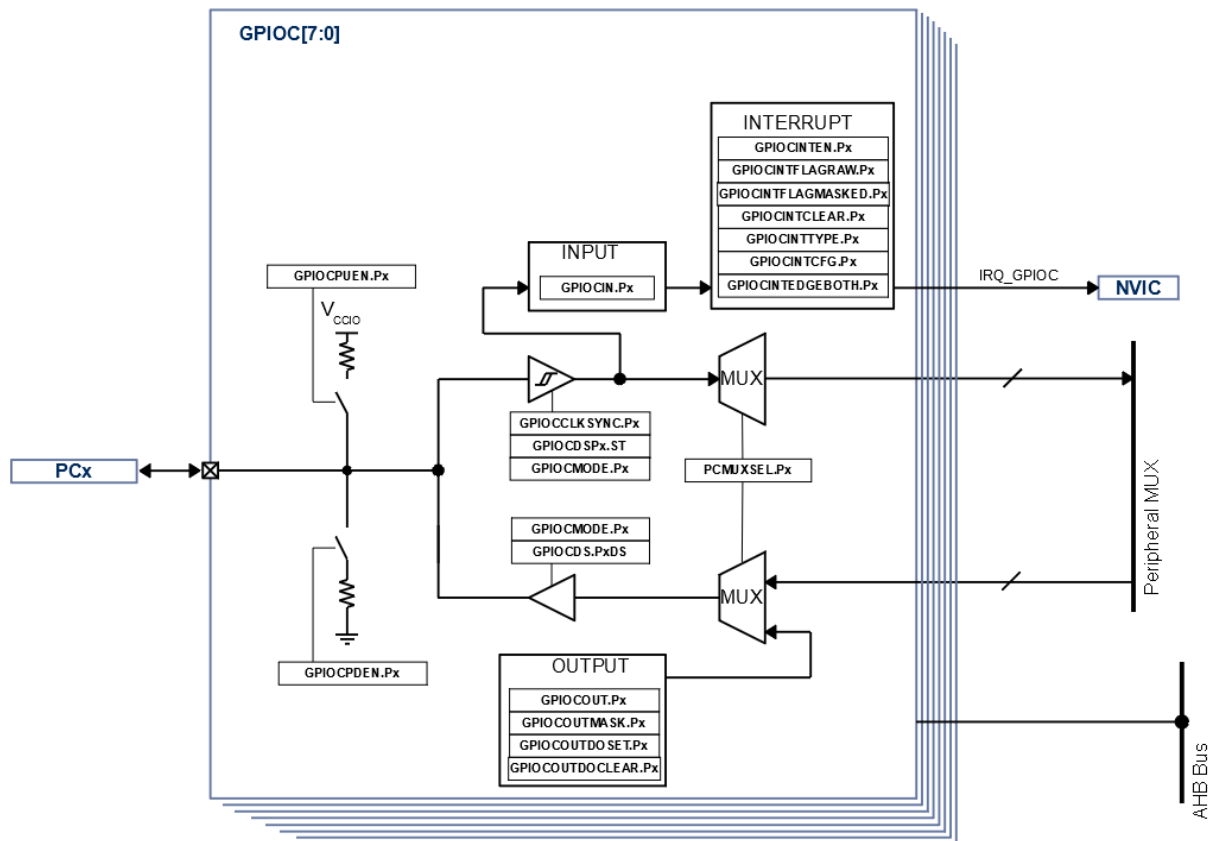 GPIOC[7:0]
INTERRUPT
GPIOCINTEN.Px
GPIOCINTFLAGRAW.Px
GPIOCINTFLAGMASKED.Px
GPIOCINTCLEAR.Px
GPIOCINTTYPE.Px
GPIOCINTCFG.Px
GPIOCINTEDGEBOTH.Px
INPUT
GPIOCIN.Px
IRQ_GPIOC
NVIC
GPIOCPUEN.Px
VCCIO
MUX
GPIOCCLKSYNC.Px
GPIOCDSPx.ST
GPIOCMODE.Px
PCMUXSEL.Px
PCx
GPIOCMODE.Px
GPIOCDS.PxDS
MUX
Peripheral MUX
GPIOCPDEN.Px
OUTPUT
GPIOCOUT.Px
GPIOCOUTMASK.Px
GPIOCOUTDOSET.Px
GPIOCOUTDOCLEAR.Px
AHB Bus